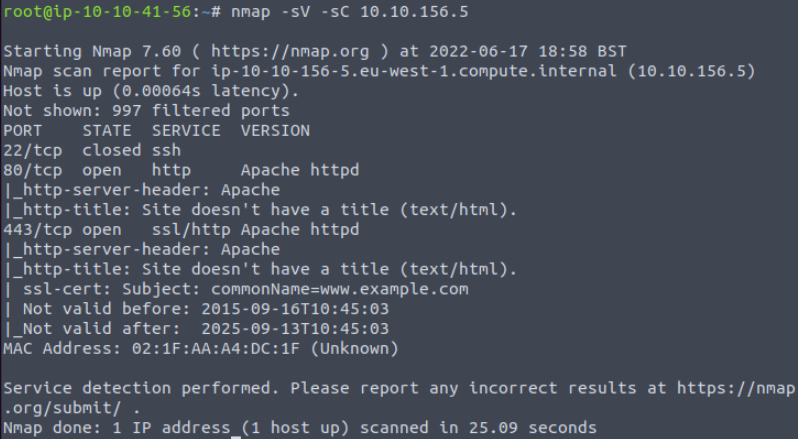 root@ip-10-10-41-56:~# nmap -sV -sC 10.10.156.5
Starting Nmap 7.60 ( https://nmap.org ) at 2022-06-17 18:58 BST
Nmap scan report for ip-10-10-156-5.eu-west-1.compute.internal (10.10.156.5)
Host is up (0.00064s latency).
Not shown: 997 filtered ports
PORT    STATE  SERVICE  VERSION
22/tcp  closed ssh
80/tcp  open   http     Apache httpd
|_http-server-header: Apache
|_http-title: Site doesn't have a title (text/html).
443/tcp open   ssl/http Apache httpd
|_http-server-header: Apache
|_http-title: Site doesn't have a title (text/html).
| ssl-cert: Subject: commonName=www.example.com
| Not valid before: 2015-09-16T10:45:03
|_Not valid after:  2025-09-13T10:45:03
MAC Address: 02:1F:AA:A4:DC:1F (Unknown)
Service detection performed. Please report any incorrect results at https://nmap
.org/submit/ .
Nmap done: 1 IP address (1 host up) scanned in 25.09 seconds